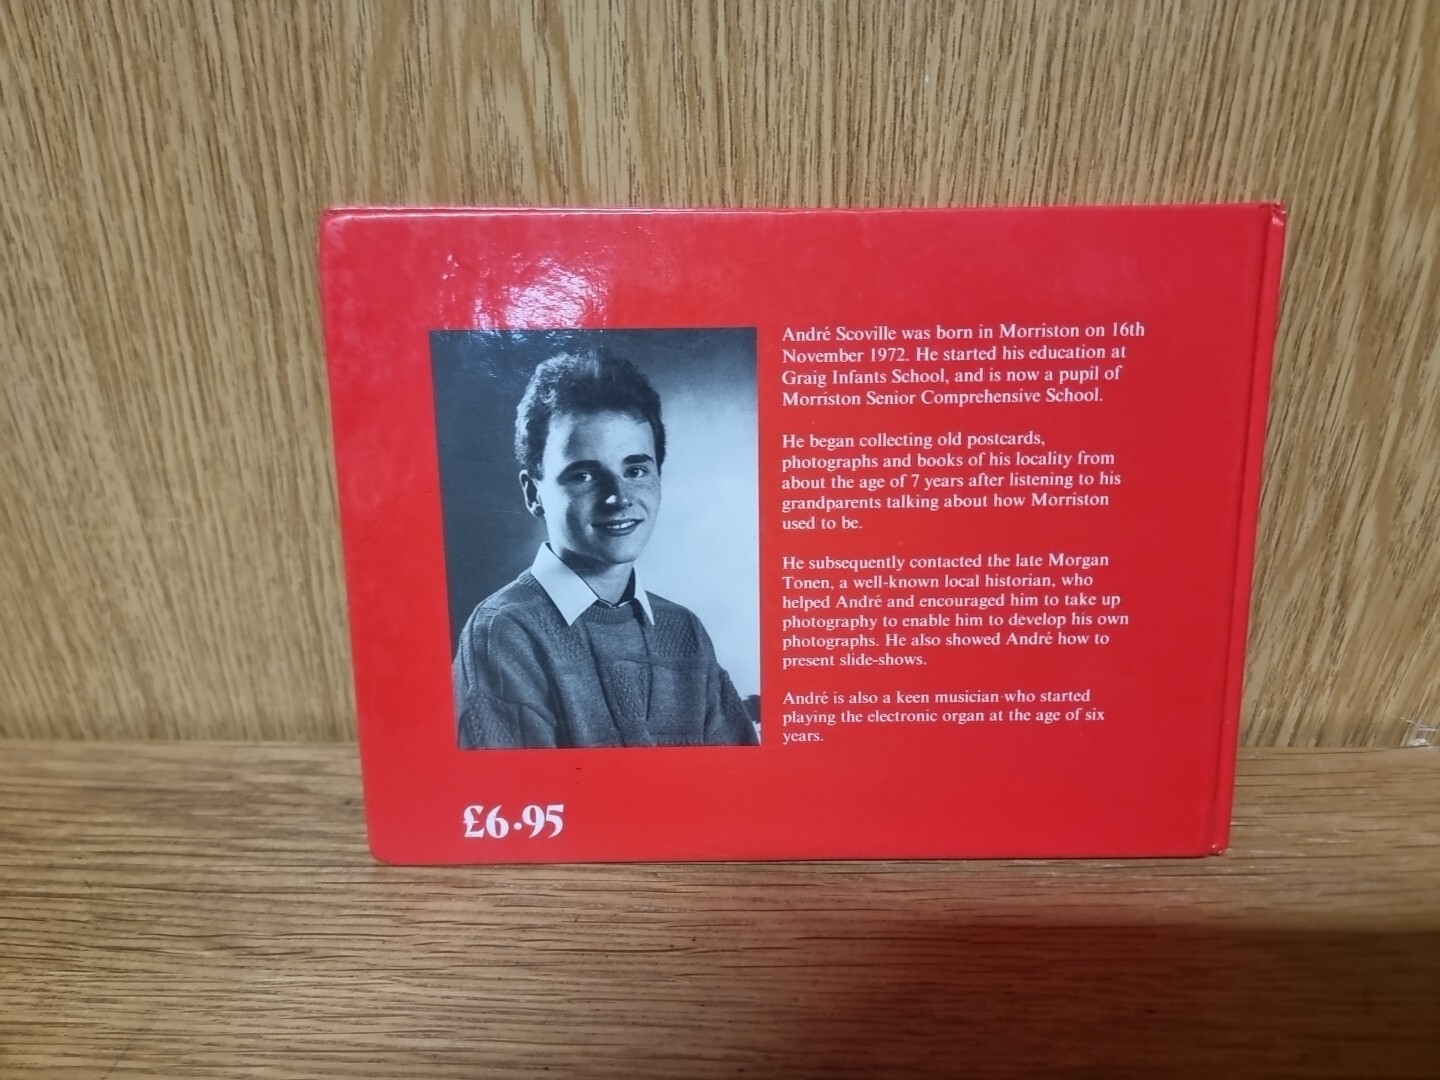 André Scoville was born in Morriston on 16th
November 1972. He started his education at
Graig Infants School, and is now a pupil of
Morriston Senior Comprehensive School.
He began collecting old postcards,
photographs and books of his locality from
about the age of 7 years after listening to his
grandparents talking about how Morriston
used to be.
He subsequently contacted the late Morgan
Tonen, a well-known local historian, who
helped André and encouraged him to take up
photography to enable him to develop his own
photographs. He also showed André how to
present slide-shows.
André is also a keen musician who started
playing the electronic organ at the age of six
years.
£6·95